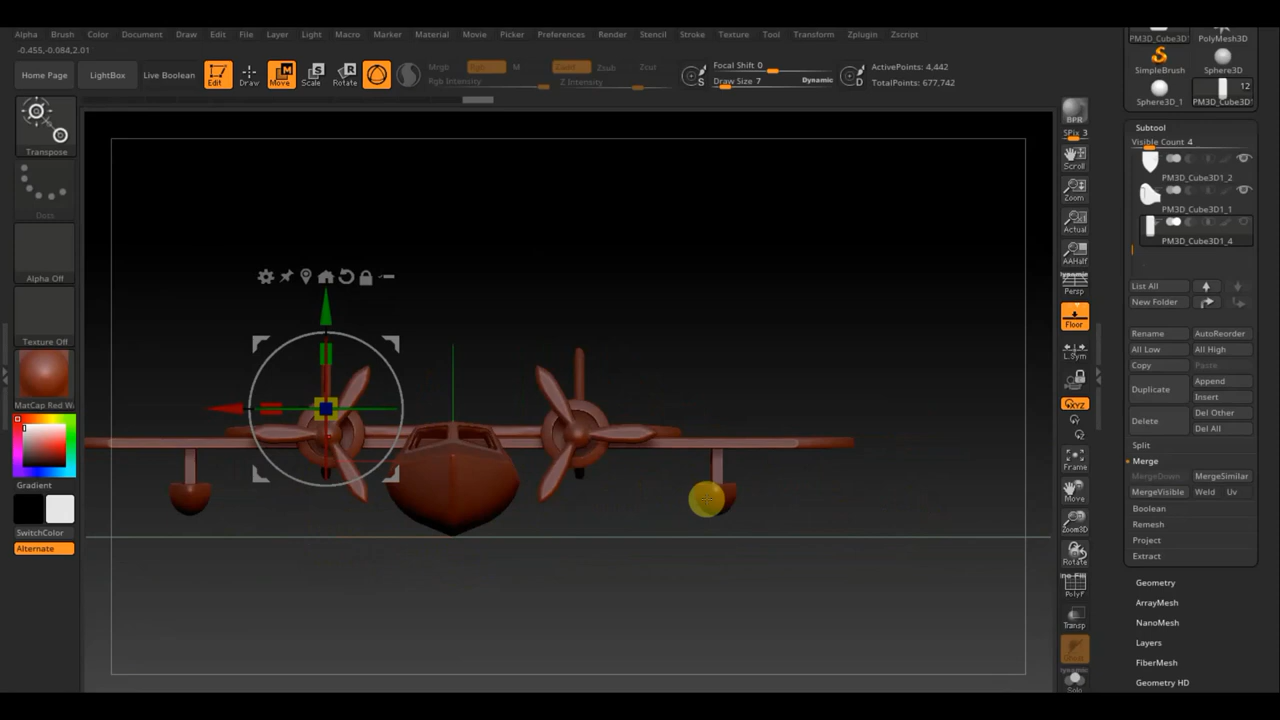 Alpha Brush Color Document Draw Edit File Layer Light Macro Marker Material Movie Picker Preferences Render Stencil Stroke Texture Tool Transform Zplugin Zscript
-0.455,-0.084,2.01
Home Page LightBox Live Boolean Edit Draw Move Scale Rotate
Mrgb Rgb M Zadd Zsub Zcut
Rgb Intensity Z Intensity
S Focal Shift 0
Draw Size 7 Dynamic
D ActivePoints: 4,442
TotalPoints: 677,742
Transpose
Dots
Alpha Off
Texture Off
MatCap Red Wa
Gradient
SwitchColor
Alternate
BPR
SPix 3
Scroll
Zoom
Actual
AAHalf
Dynamic
Persp
Floor
L.Sym
XYZ
Frame
Move
Zoom3D
Rotate
PolyF
Transp
Solo
PM3D_Cube3D PolyMesh3D
SimpleBrush Sphere3D
12
Sphere3D_1 PM3D_Cube3D
Subtool
Visible Count 4
PM3D_Cube3D1_2
PM3D_Cube3D1_1
PM3D_Cube3D1_4
List All
New Folder
Rename AutoReorder
All Low All High
Copy Paste
Duplicate Append
Insert
Delete Del Other
Del All
Split
Merge
MergeDown MergeSimilar
MergeVisible Weld Uv
Boolean
Remesh
Project
Extract
Geometry
ArrayMesh
NanoMesh
Layers
FiberMesh
Geometry HD